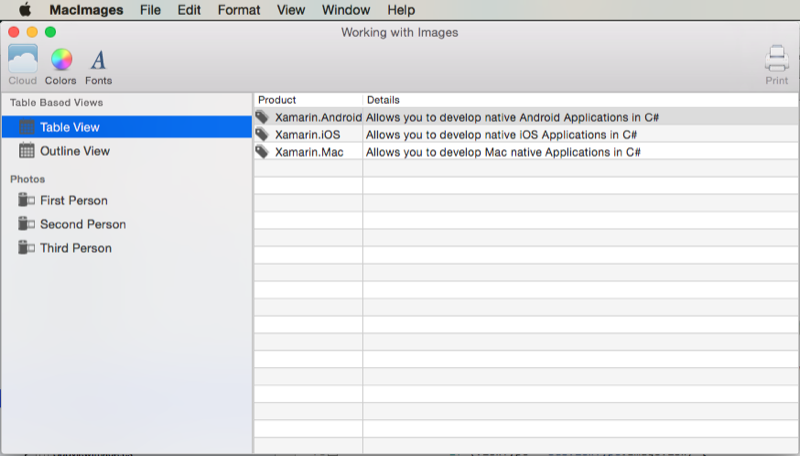 MacImages File Edit Format View Window Help
Working with Images
Cloud Colors Fonts Print
Table Based Views
Table View
Outline View
Photos
First Person
Second Person
Third Person
Product Details
Xamarin.Android Allows you to develop native Android Applications in C#
Xamarin.iOS Allows you to develop native iOS Applications in C#
Xamarin.Mac Allows you to develop Mac native Applications in C#